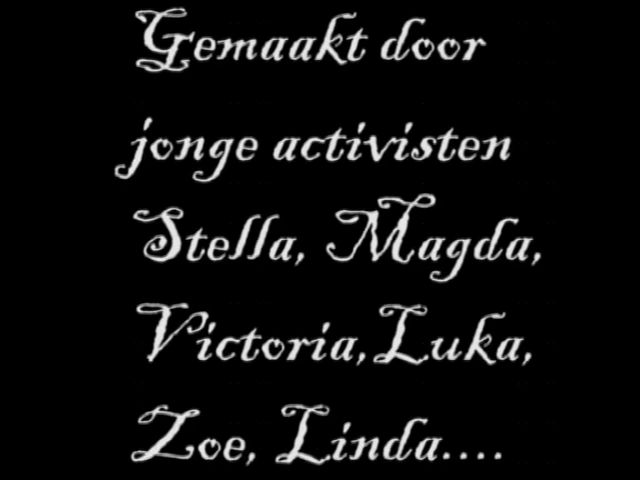 Gemaakt door
jonge activisten
Stella, Magda,
Victoria,Luka,
Zoe, Linda....